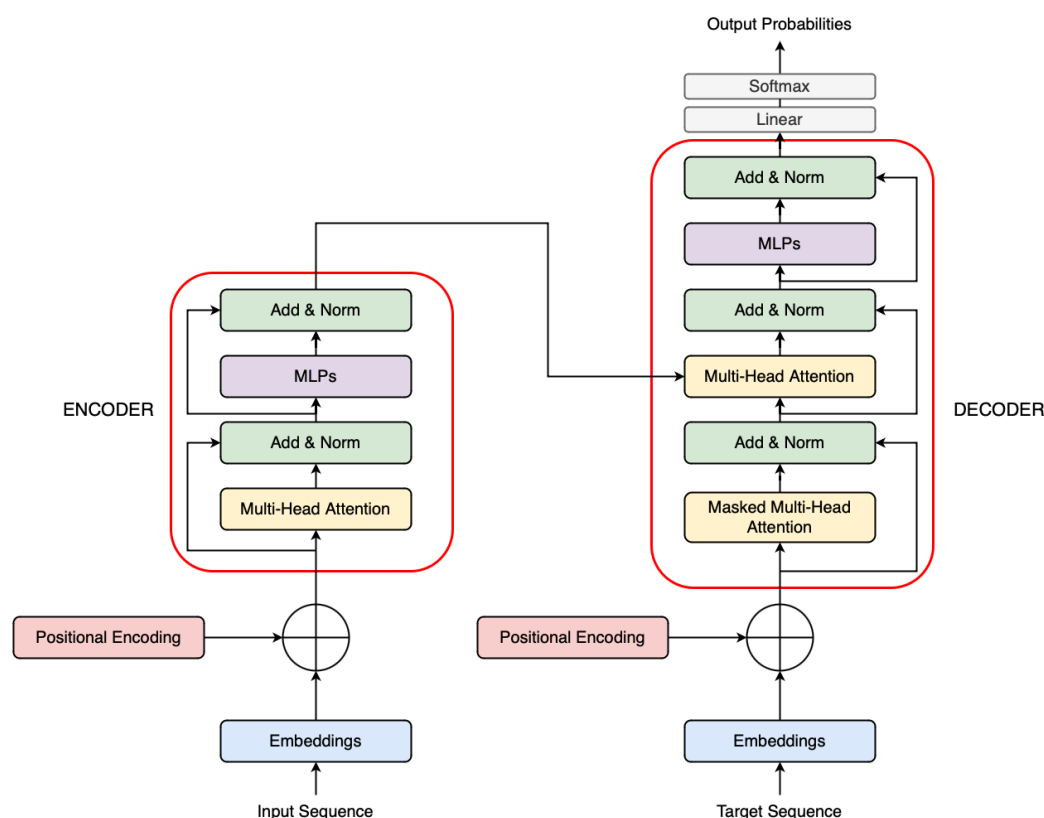 Output Probabilities
Softmax
Linear
Add & Norm
MLPs
Add & Norm
Multi-Head Attention
Add & Norm
Masked Multi-Head
Attention
DECODER
Positional Encoding
Embeddings
Target Sequence
Add & Norm
MLPs
ENCODER
Add & Norm
Multi-Head Attention
Positional Encoding
Embeddings
Input Sequence